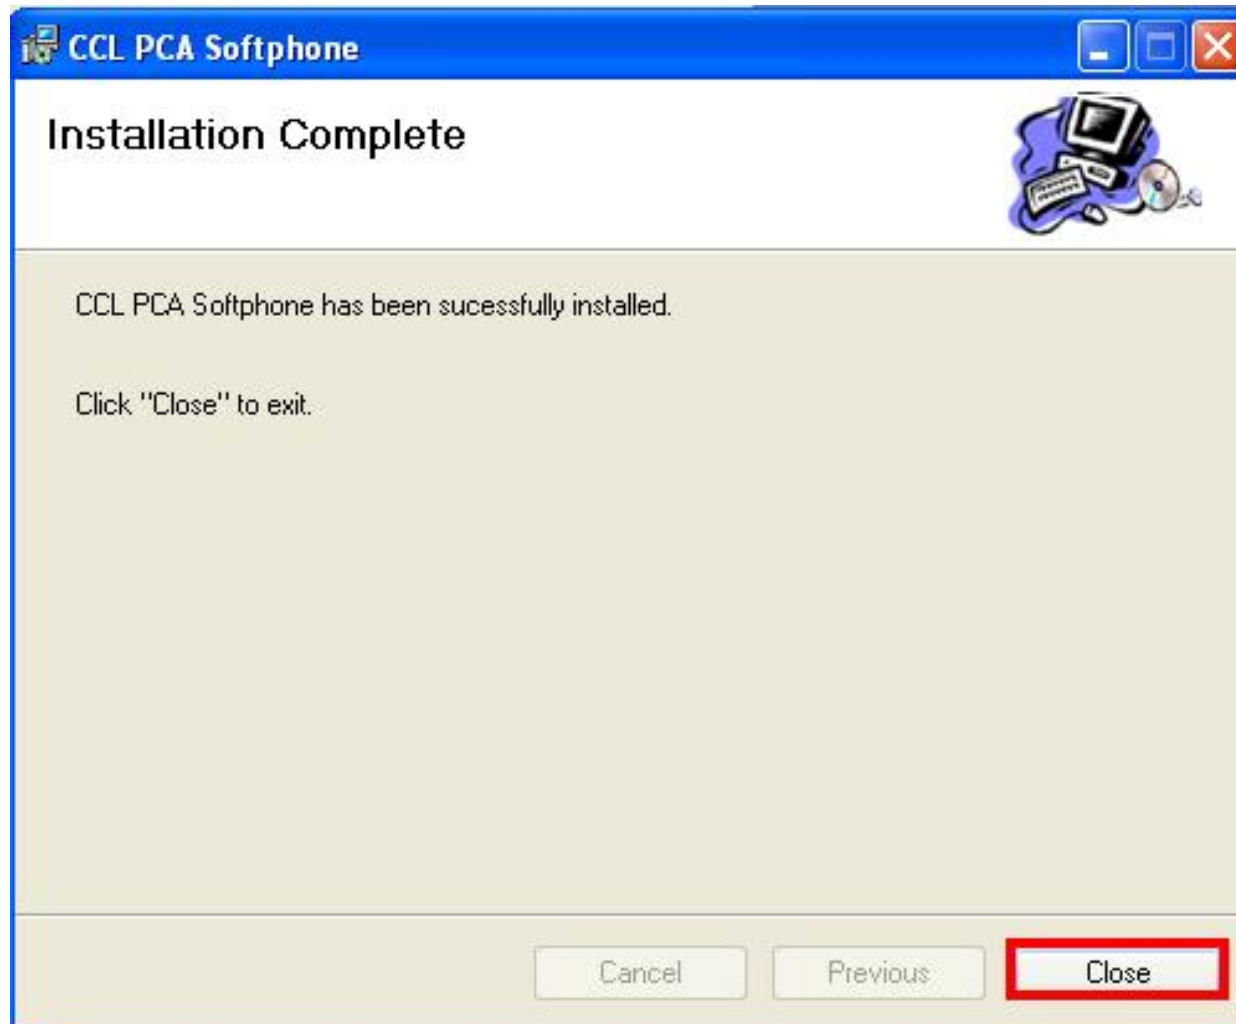 CCL PCA Softphone
Installation Complete
CCL PCA Softphone has been sucessfully installed.
Click "Close" to exit.
Cancel
Previous
Close